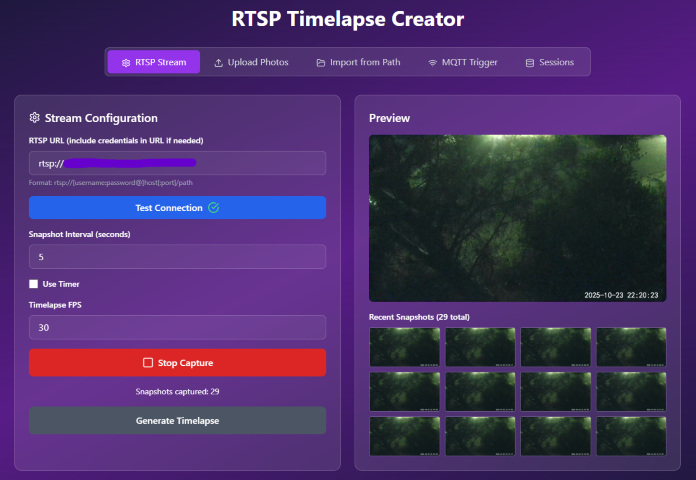 RTSP Timelapse Creator
RTSP Stream
Upload Photos
Import from Path
MQTT Trigger
Sessions
Stream Configuration
RTSP URL (include credentials in URL if needed)
rtsp://
Format: rtsp://[username:password@]host[:port]/path
Test Connection
Snapshot Interval (seconds)
5
Use Timer
Timelapse FPS
30
Stop Capture
Snapshots captured: 29
Generate Timelapse
Preview
2025-10-23 22:20:23
Recent Snapshots (29 total)